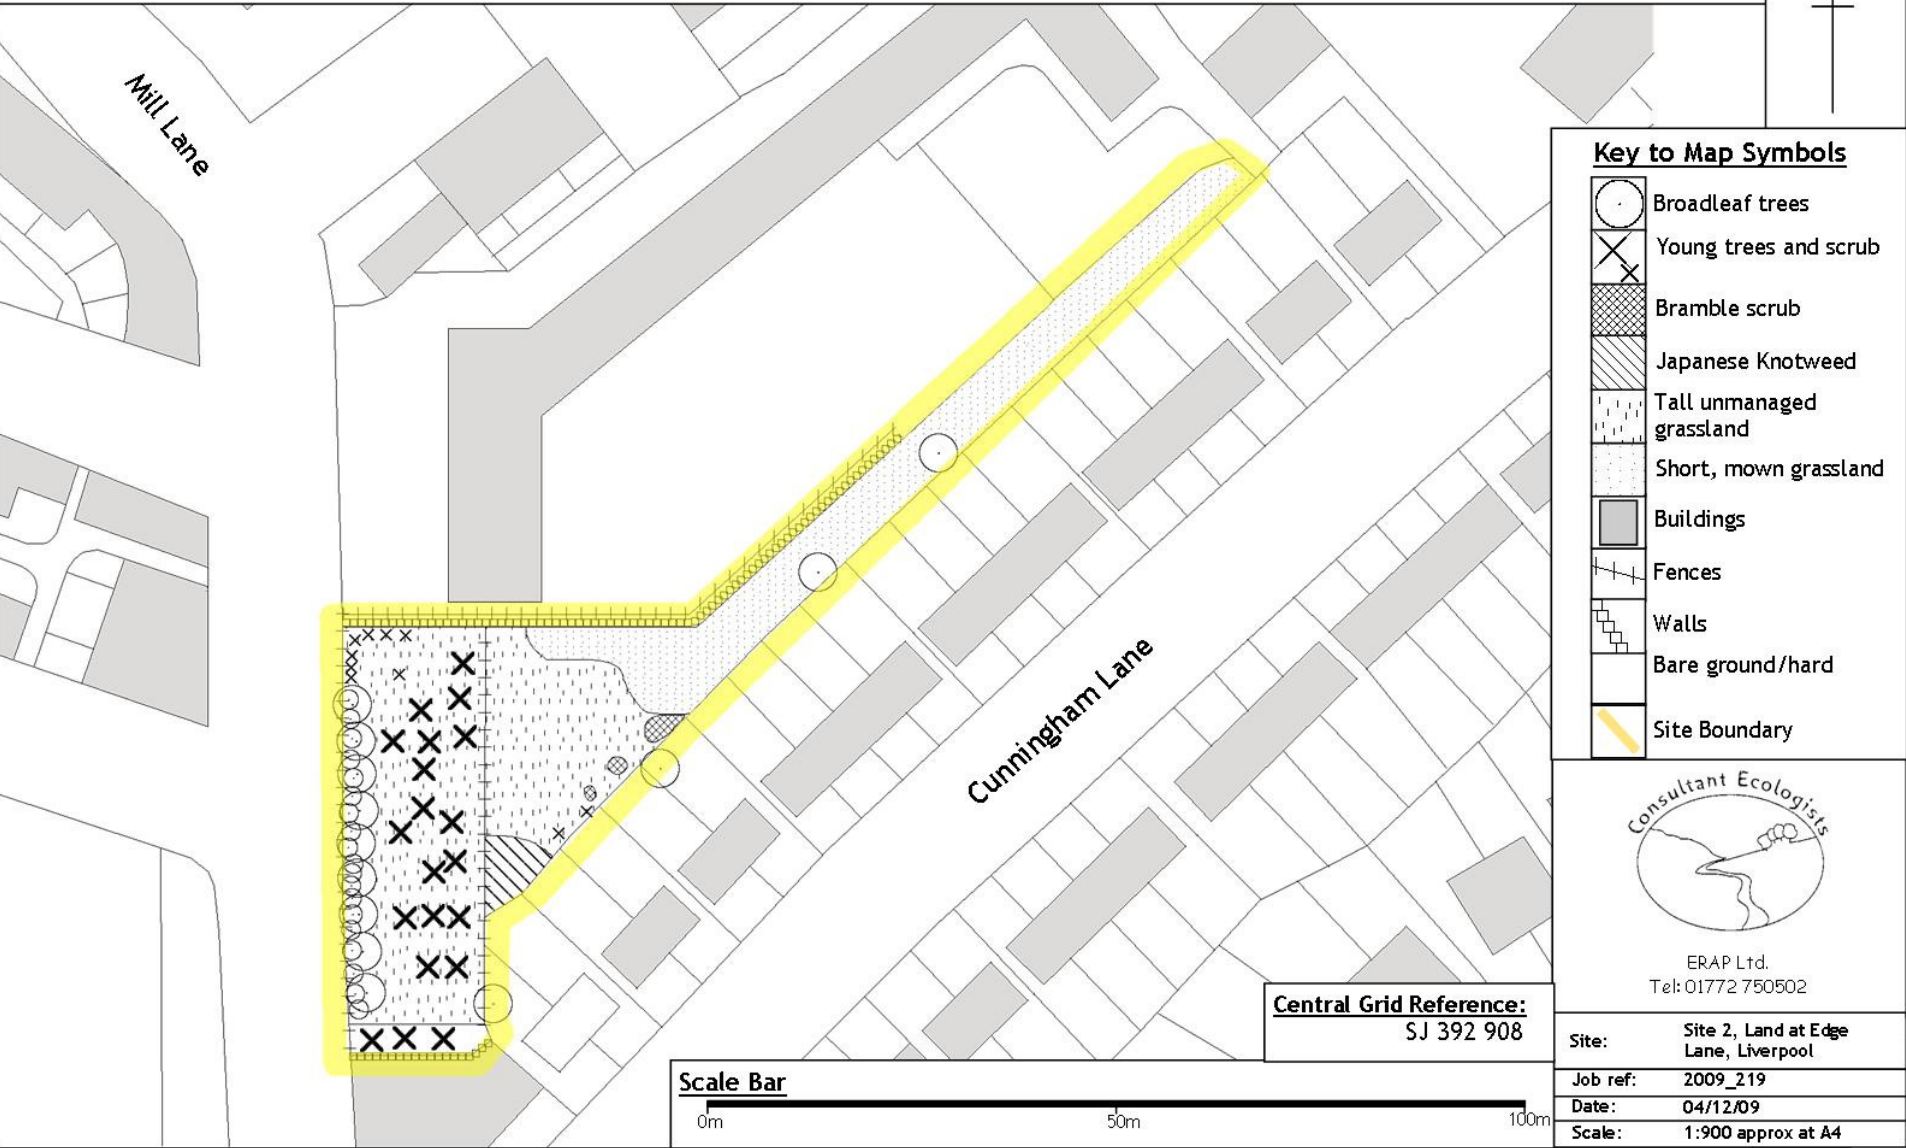 Mill Lane
Cunningham Lane
Key to Map Symbols
Broadleaf trees
Young trees and scrub
Bramble scrub
Japanese Knotweed
Tall unmanaged
grassland
Short, mown grassland
Buildings
Fences
Walls
Bare ground/hard
Site Boundary
Consultant Ecologists
ERAP Ltd.
Tel: 01772 750502
Central Grid Reference:
SJ 392 908
Scale Bar
0m 50m 100m
Site: Site 2, Land at Edge
Lane, Liverpool
Job ref: 2009_219
Date: 04/12/09
Scale: 1:900 approx at A4